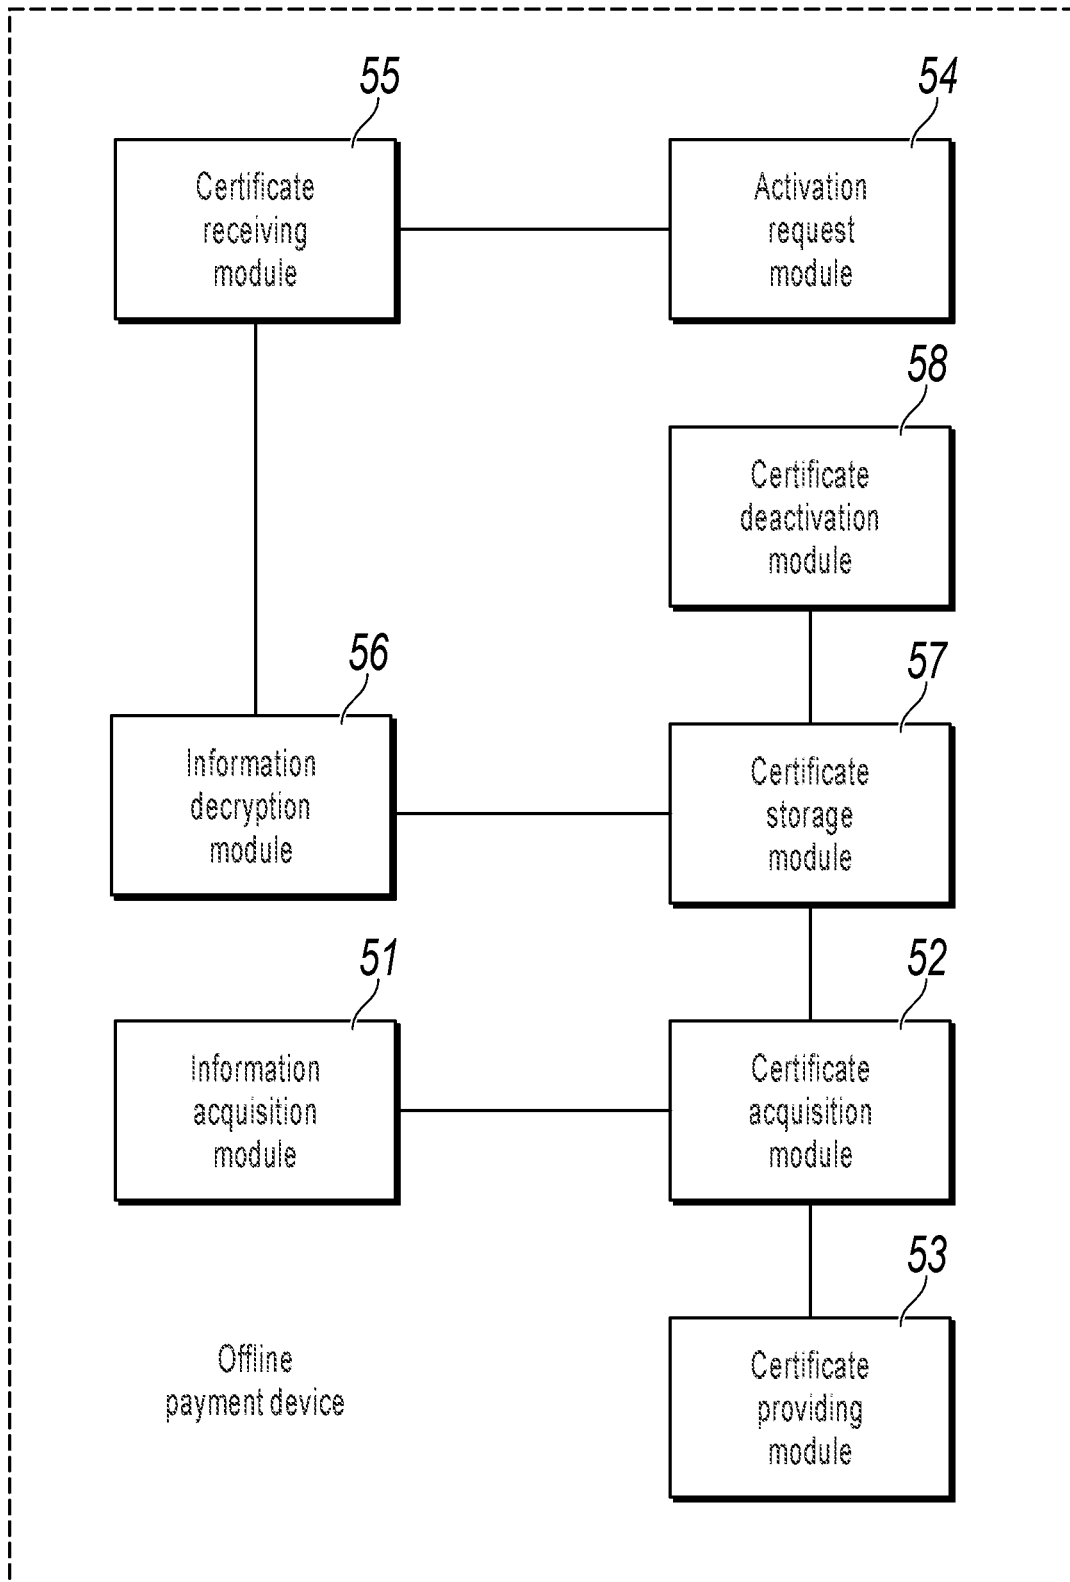 55
Certificate
receiving
module
54
Activation
request
module
58
Certificate
deactivation
module
56
Information
decryption
module
57
Certificate
storage
module
51
Information
acquisition
module
52
Certificate
acquisition
module
Offline
payment device
53
Certificate
providing
module